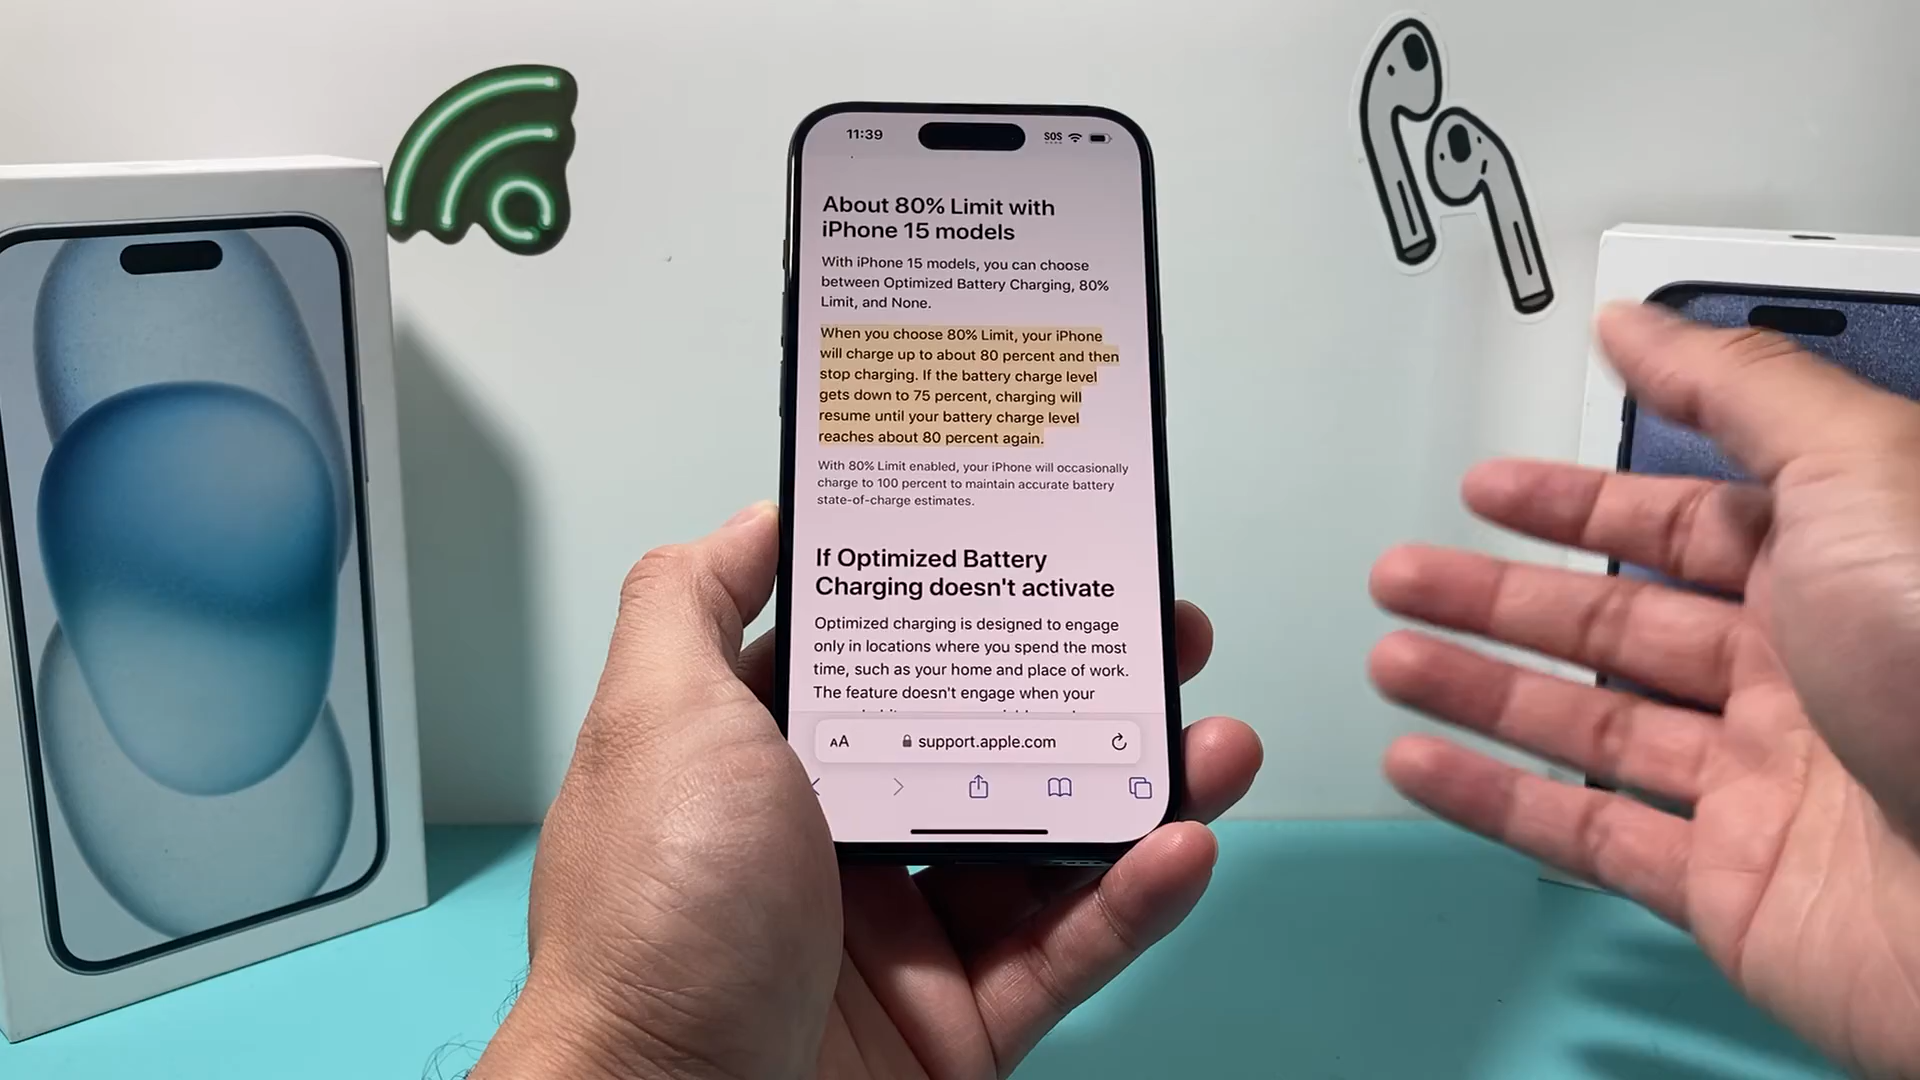 11:39
SOS
About 80% Limit with
iPhone 15 models
With iPhone 15 models, you can choose
between Optimized Battery Charging, 80%
Limit, and None.
When you choose 80% Limit, your iPhone
will charge up to about 80 percent and then
stop charging. If the battery charge level
gets down to 75 percent, charging will
resume until your battery charge level
reaches about 80 percent again.
With 80% Limit enabled, your iPhone will occasionally
charge to 100 percent to maintain accurate battery
state-of-charge estimates.
If Optimized Battery
Charging doesn't activate
Optimized charging is designed to engage
only in locations where you spend the most
time, such as your home and place of work.
The feature doesn't engage when your
AA support.apple.com